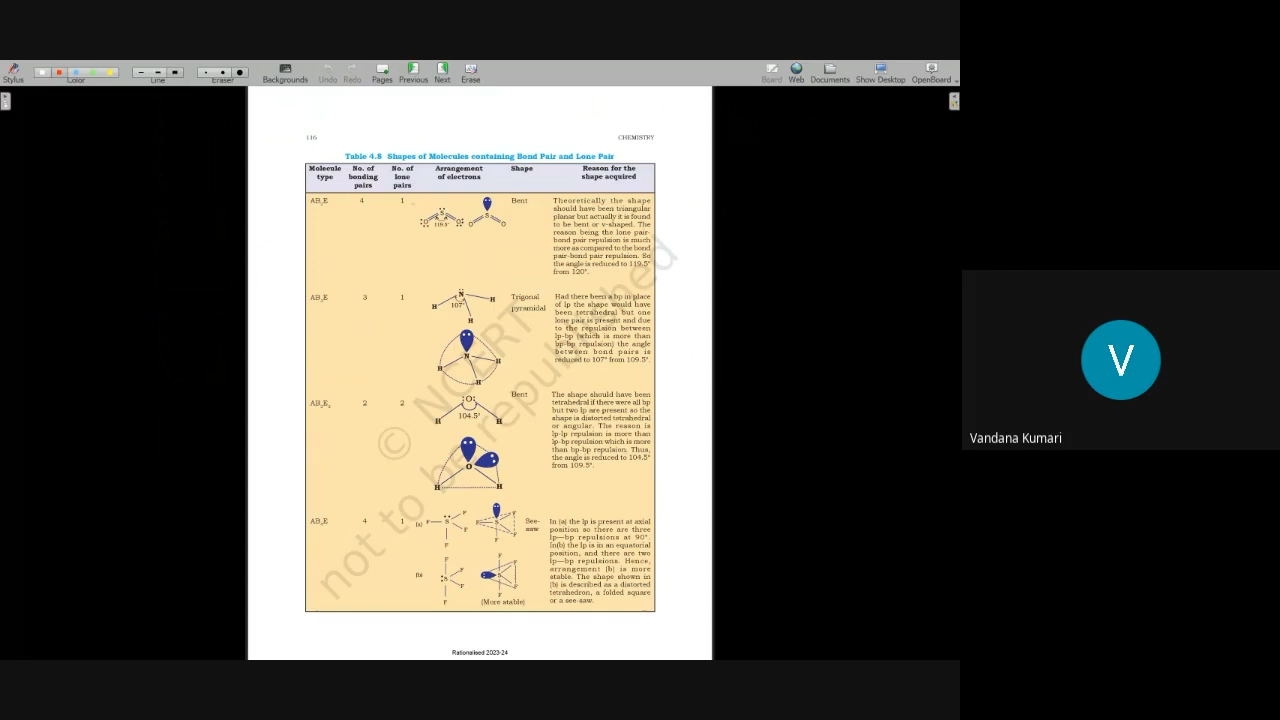 Stylus Color Line Eraser Backgrounds Undo Redo Pages Previous Next Erase Board Web Documents Show Desktop OpenBoard
116 CHEMISTRY
Table 4.8 Shapes of Molecules containing Bond Pair and Lone Pair
Molecule type
No. of bonding pairs
No. of lone pairs
Arrangement of electrons
Shape
Reason for the shape acquired
AB₂E 4 1
S
O O
119.5°
S
O O
Bent
Theoretically the shape
should have been triangular
planar but actually it is found
to be bent or v-shaped. The
reason being the lone pair-
bond pair repulsion is much
more as compared to the bond
pair-bond pair repulsion. So
the angle is reduced to 119.5°
from 120°.
AB₃E 3 1
N
H H
107°
H
N
H H
H
Trigonal
pyramidal
Had there been a bp in place
of lp the shape would have
been tetrahedral but one
lone pair is present and due
to the repulsion between
lp-bp (which is more than
bp-bp repulsion) the angle
between bond pairs is
reduced to 107° from 109.5°.
AB₂E₂ 2 2
:O:
H H
104.5°
O
H H
Bent
The shape should have been
tetrahedral if there were all bp
but two lp are present so the
shape is distorted tetrahedral
or angular. The reason is
lp-lp repulsion is more than
lp-bp repulsion which is more
than bp-bp repulsion. Thus,
the angle is reduced to 104.5°
from 109.5°.
AB₄E 4 1
(a)
F S F
F
F
F S F
F
F
See-
saw
(b)
F
:S F
F
F
F
S F
F
F
(More stable)
In (a) the lp is present at axial
position so there are three
lp—bp repulsions at 90°.
In(b) the lp is in an equatorial
position, and there are two
lp—bp repulsions. Hence,
arrangement (b) is more
stable. The shape shown in
(b) is described as a distorted
tetrahedron, a folded square
or a see-saw.
© NCERT
not to be republished
Rationalised 2023-24
V
Vandana Kumari